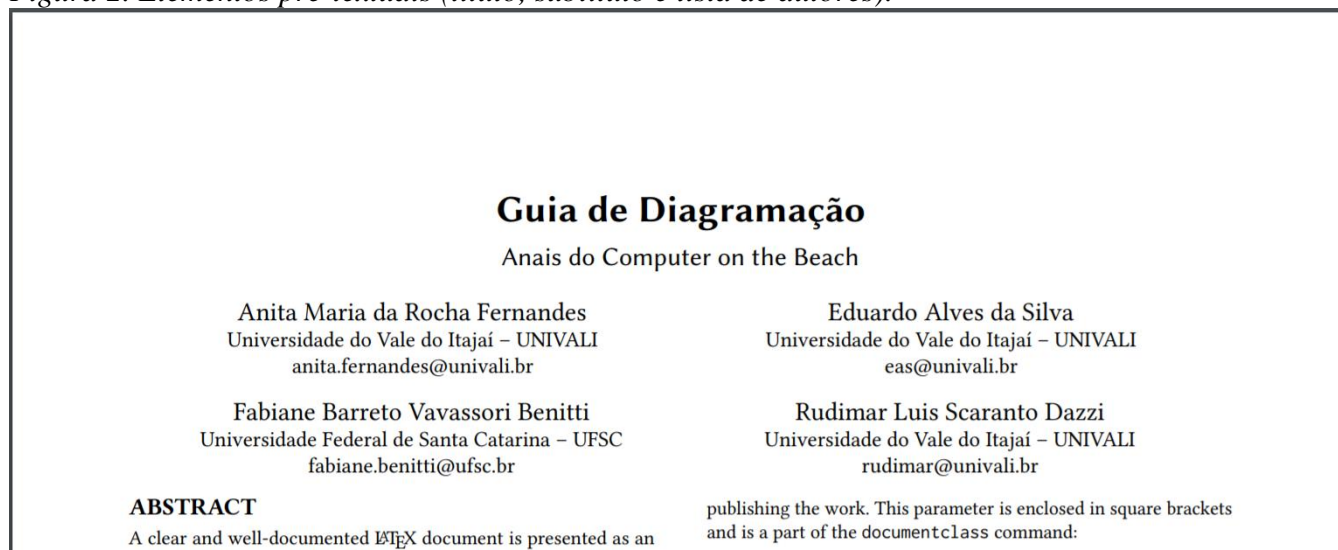 Guia de Diagramação
Anais do Computer on the Beach
Anita Maria da Rocha Fernandes
Universidade do Vale do Itajaí – UNIVALI
anita.fernandes@univali.br
Eduardo Alves da Silva
Universidade do Vale do Itajaí – UNIVALI
eas@univali.br
Fabiane Barreto Vavassori Benitti
Universidade Federal de Santa Catarina – UFSC
fabiane.benitti@ufsc.br
Rudimar Luis Scaranto Dazzi
Universidade do Vale do Itajaí – UNIVALI
rudimar@univali.br
ABSTRACT
A clear and well-documented LATEX document is presented as an
publishing the work. This parameter is enclosed in square brackets
and is a part of the documentclass command: